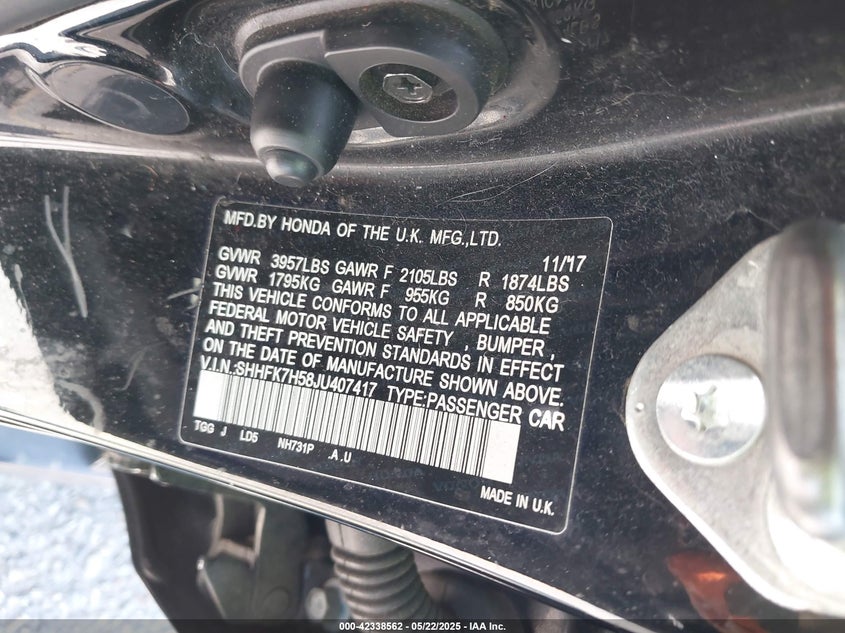 MFD.BY HONDA OF THE U.K. MFG.,LTD.
11/'17
GVWR 3957LBS GAWR F 2105LBS R 1874LBS
GVWR 1795KG GAWR F 955KG R 850KG
THIS VEHICLE CONFORMS TO ALL APPLICABLE
FEDERAL MOTOR VEHICLE SAFETY , BUMPER ,
AND THEFT PREVENTION STANDARDS IN EFFECT
ON THE DATE OF MANUFACTURE SHOWN ABOVE.
V.I.N.:SHHFK7H58JU407417 TYPE:PASSENGER CAR
TGG J LD5 NH731P .A.U
MADE IN U.K.
000-42338562 - 05/22/2025 - IAA Inc.